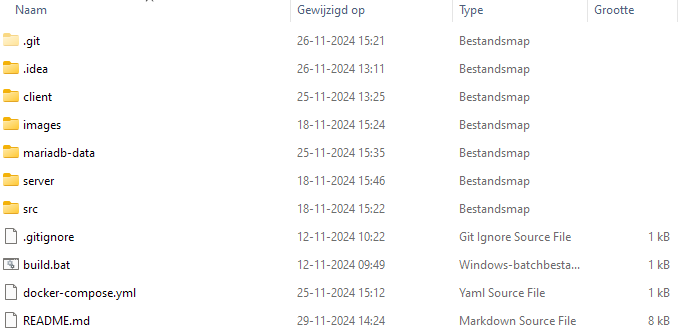 Naam Gewijzigd op Type Grootte
.git 26-11-2024 15:21 Bestandsmap
.idea 26-11-2024 13:11 Bestandsmap
client 25-11-2024 13:25 Bestandsmap
images 18-11-2024 15:24 Bestandsmap
mariadb-data 25-11-2024 15:35 Bestandsmap
server 18-11-2024 15:46 Bestandsmap
src 18-11-2024 15:22 Bestandsmap
.gitignore 12-11-2024 10:22 Git Ignore Source File 1 kB
build.bat 12-11-2024 09:49 Windows-batchbesta... 1 kB
docker-compose.yml 25-11-2024 15:12 Yaml Source File 1 kB
README.md 29-11-2024 14:24 Markdown Source File 8 kB